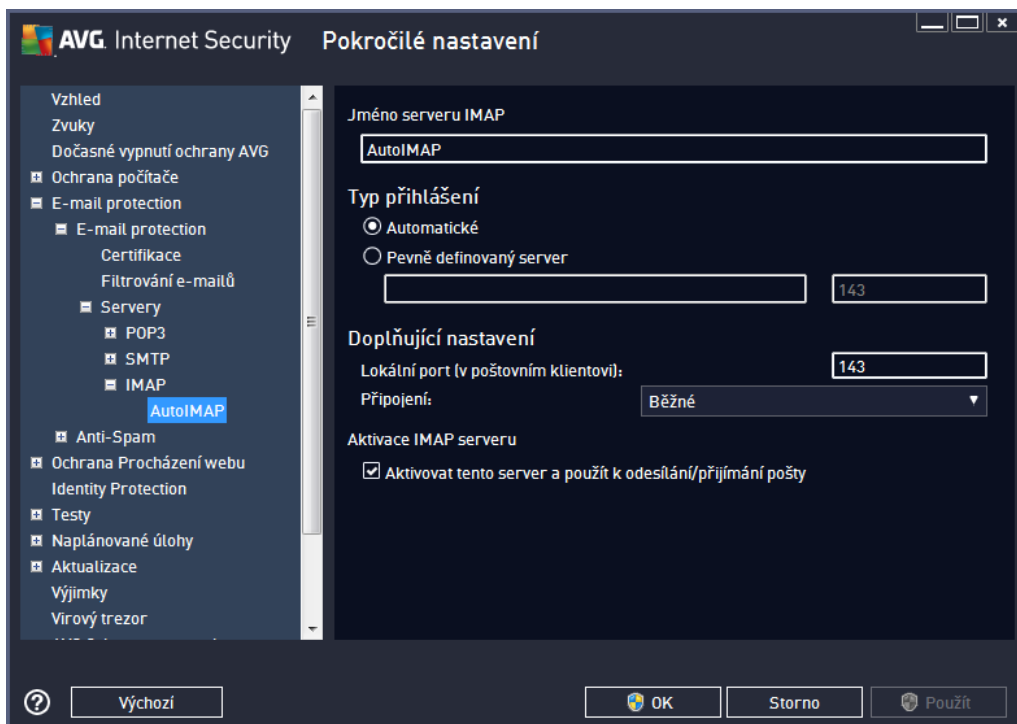 AVG. Internet Security Pokročilé nastavení
Vzhled
Zvuky
Dočasné vypnutí ochrany AVG
Ochrana počítače
E-mail protection
E-mail protection
Certifikace
Filtrování e-mailů
Servery
POP3
SMTP
IMAP
AutoIMAP
Anti-Spam
Ochrana Procházení webu
Identity Protection
Testy
Naplánované úlohy
Aktualizace
Výjimky
Virový trezor
Jméno serveru IMAP
AutoIMAP
Typ přihlášení
Automatické
Pevně definovaný server
143
Doplňující nastavení
Lokální port (v poštovním klientovi): 143
Připojení: Běžné
Aktivace IMAP serveru
Aktivovat tento server a použít k odesílání/přijímání pošty
Výchozí OK Storno Použít